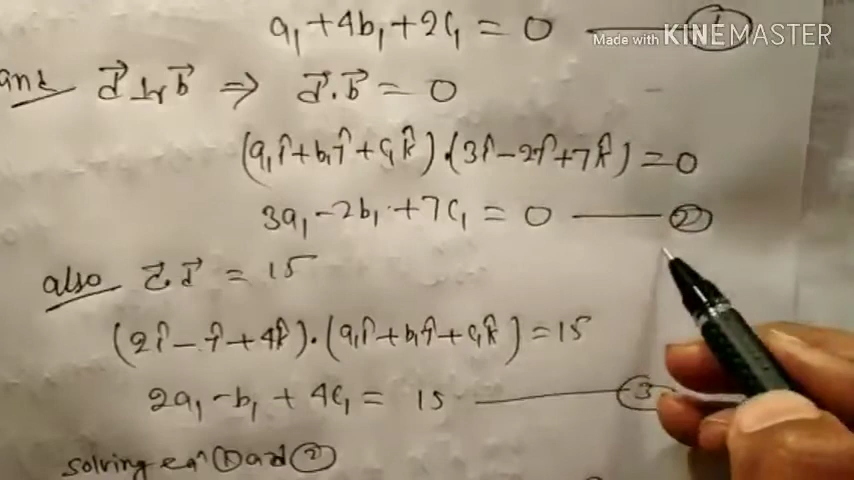 a₁ + 4b₁ + 2c₁ = 0 ——— ①
Made with KINEMASTER
and d⃗ ⊥r b⃗ ⇒ d⃗.b⃗ = 0
(a₁î + b₁ĵ + c₁k̂).(3î - 2ĵ + 7k̂) = 0
3a₁ - 2b₁ + 7c₁ = 0 ——— ②
also c⃗.d⃗ = 15
(2î - ĵ + 4k̂).(a₁î + b₁ĵ + c₁k̂) = 15
2a₁ - b₁ + 4c₁ = 15 ——— ③
solving eqⁿ ① and ②